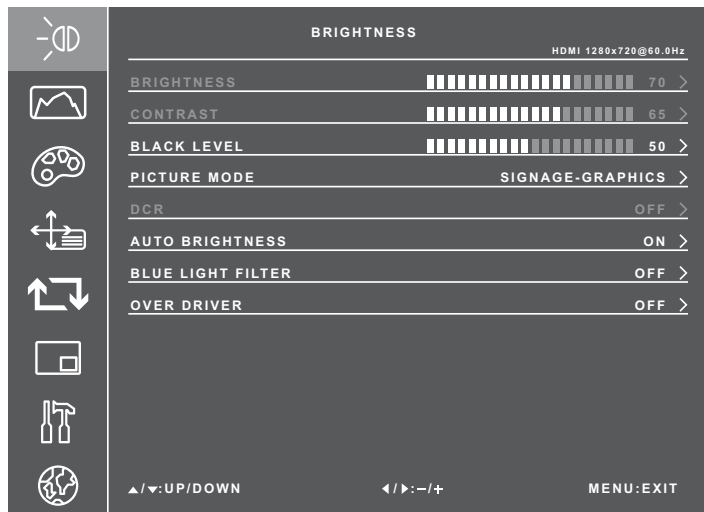 BRIGHTNESS
HDMI 1280x720@60.0Hz
BRIGHTNESS 70 >
CONTRAST 65 >
BLACK LEVEL 50 >
PICTURE MODE SIGNAGE-GRAPHICS >
DCR OFF >
AUTO BRIGHTNESS ON >
BLUE LIGHT FILTER OFF >
OVER DRIVER OFF >
▲/▼:UP/DOWN ◀/▶:−/+ MENU:EXIT